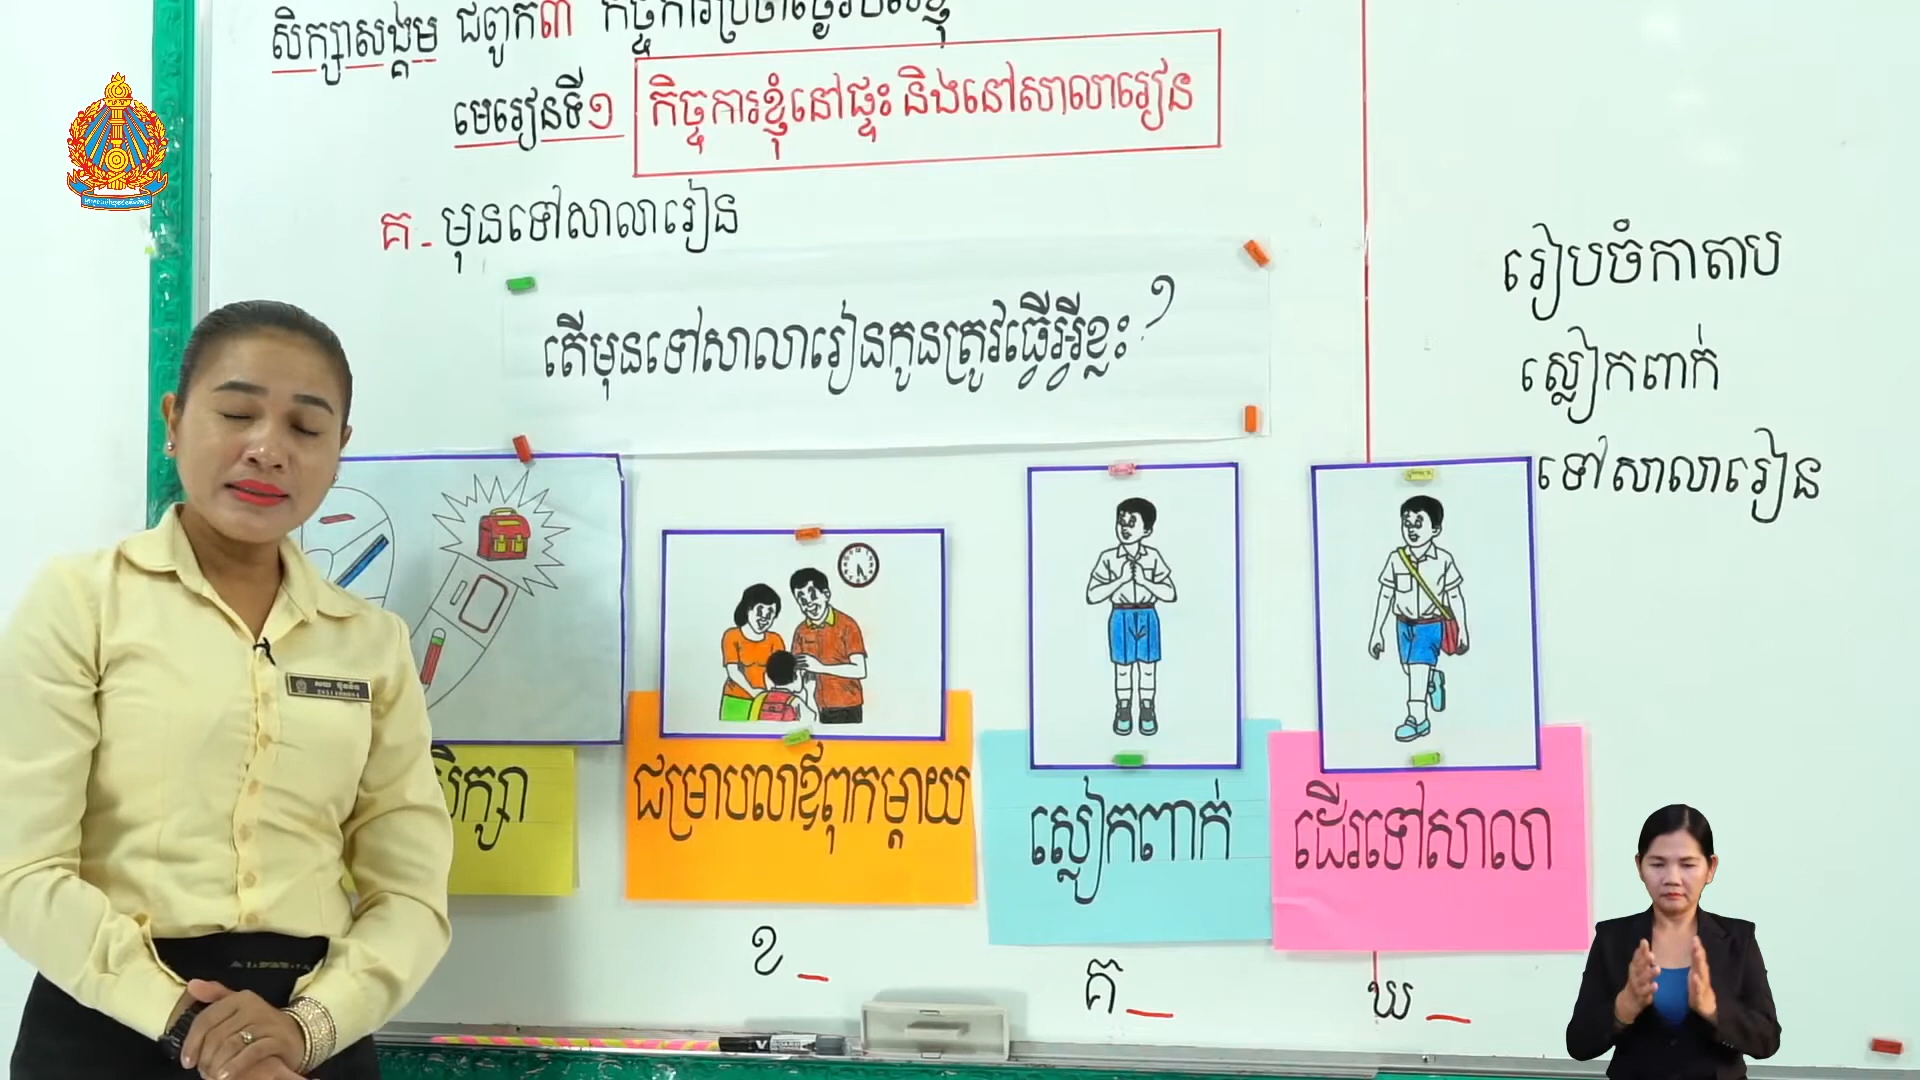 សិក្សាសង្គម ជំពូក៣ កិច្ចការប្រចាំថ្ងៃរបស់ខ្ញុំ
មេរៀនទី១ កិច្ចការខ្ញុំនៅផ្ទះ និងនៅសាលារៀន
គ- មុនទៅសាលារៀន
តើមុនទៅសាលារៀនកូនត្រូវធ្វើអ្វីខ្លះ?
រៀបចំកាតាប
ស្លៀកពាក់
ទៅសាលារៀន
សិក្សា
ជម្រាបលាឪពុកម្ដាយ
ស្លៀកពាក់
ដើរទៅសាលា
ខ _
គ _
ឃ _